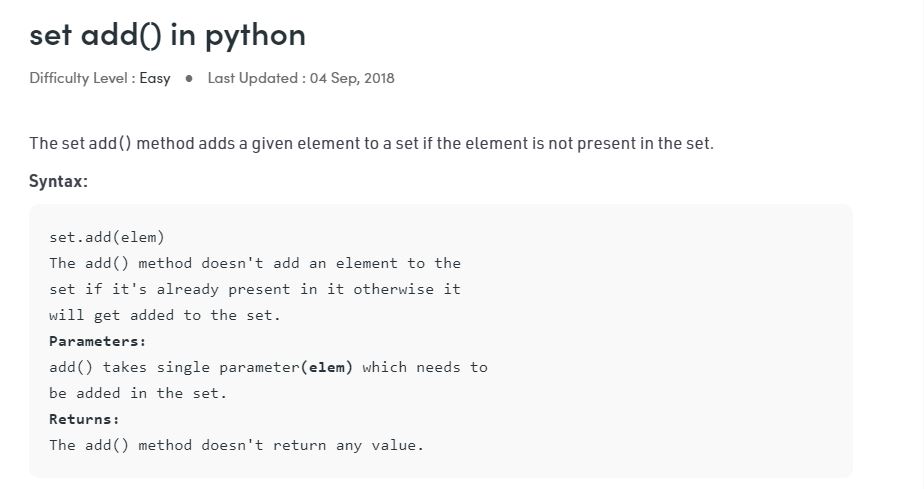 set add() in python
Difficulty Level : Easy ● Last Updated : 04 Sep, 2018
The set add() method adds a given element to a set if the element is not present in the set.
Syntax:
set.add(elem)
The add() method doesn't add an element to the
set if it's already present in it otherwise it
will get added to the set.
Parameters:
add() takes single parameter(elem) which needs to
be added in the set.
Returns:
The add() method doesn't return any value.